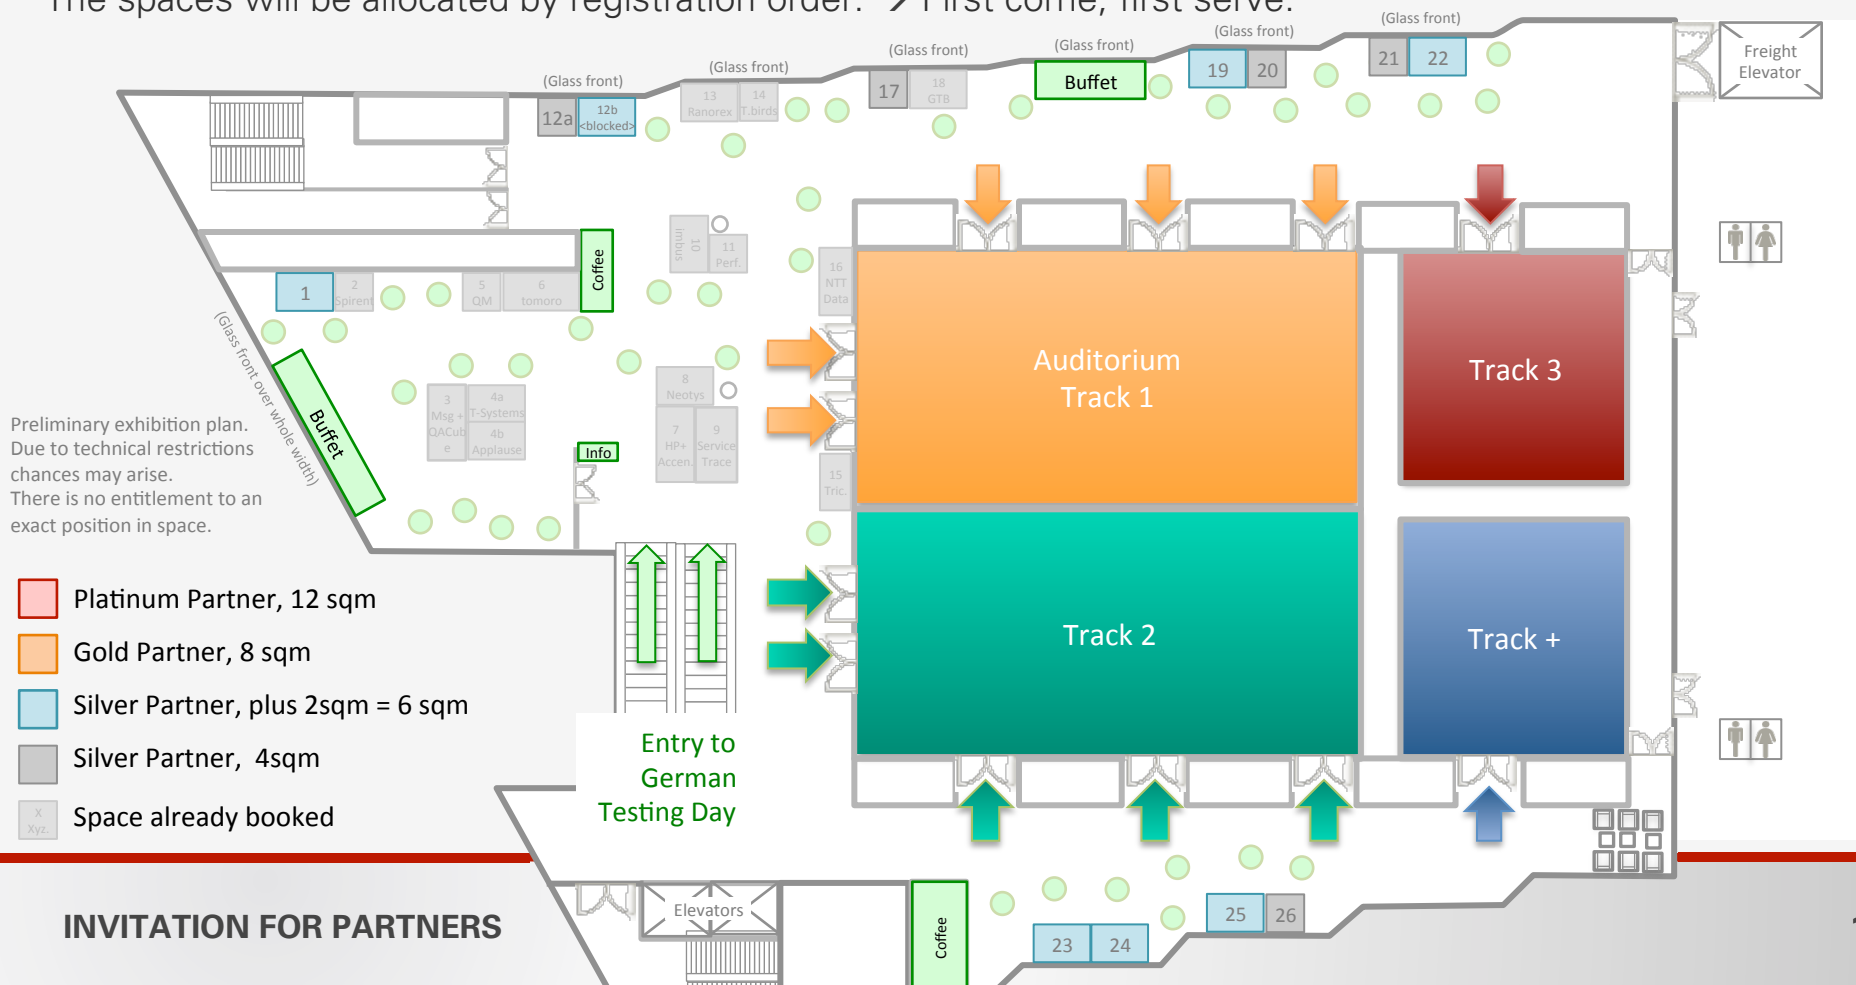 The spaces will be allocated by registration order. → First come, first serve.
(Glass front)
(Glass front)
(Glass front)
(Glass front)
(Glass front)
(Glass front)
Freight
Elevator
12a
12b
<blocked>
13
Ranorex
14
T.birds
17
18
GTB
Buffet
19
20
21
22
10
imbus
11
Perf.
16
NTT
Data
Coffee
1
2
Spirent
5
QM
6
tomoro
(Glass front over whole width)
Buffet
3
Msg +
QACub
e
4a
T-Systems
4b
Applause
8
Neotys
7
HP+
Accen.
9
Service
Trace
15
Tric.
Info
Auditorium
Track 1
Track 3
Track 2
Track +
Preliminary exhibition plan.
Due to technical restrictions
chances may arise.
There is no entitlement to an
exact position in space.
Platinum Partner, 12 sqm
Gold Partner, 8 sqm
Silver Partner, plus 2sqm = 6 sqm
Silver Partner, 4sqm
X
Xyz.
Space already booked
Entry to
German
Testing Day
Elevators
Coffee
23
24
25
26
INVITATION FOR PARTNERS